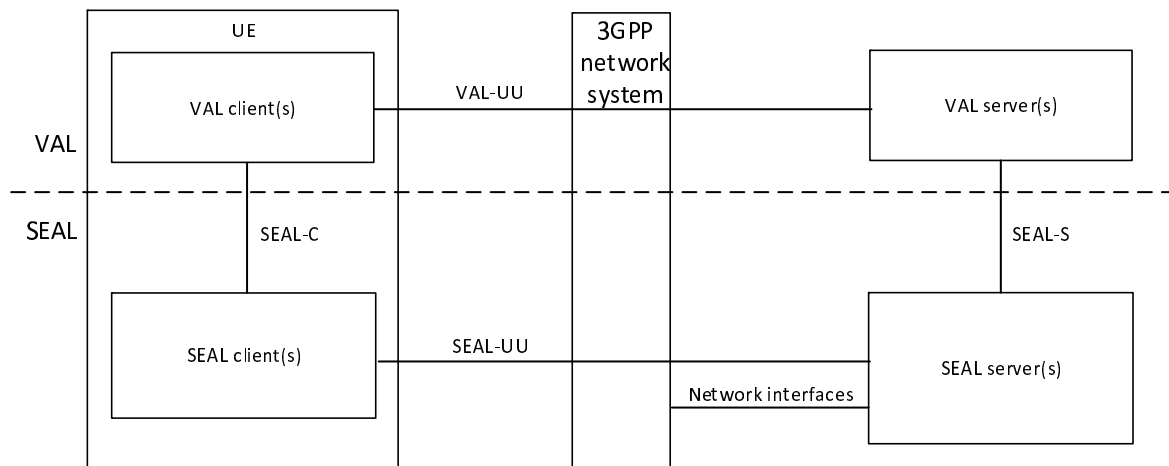 UE
3GPP
network
system
VAL client(s)
VAL-UU
VAL server(s)
VAL
SEAL
SEAL-C
SEAL-S
SEAL client(s)
SEAL-UU
SEAL server(s)
Network interfaces